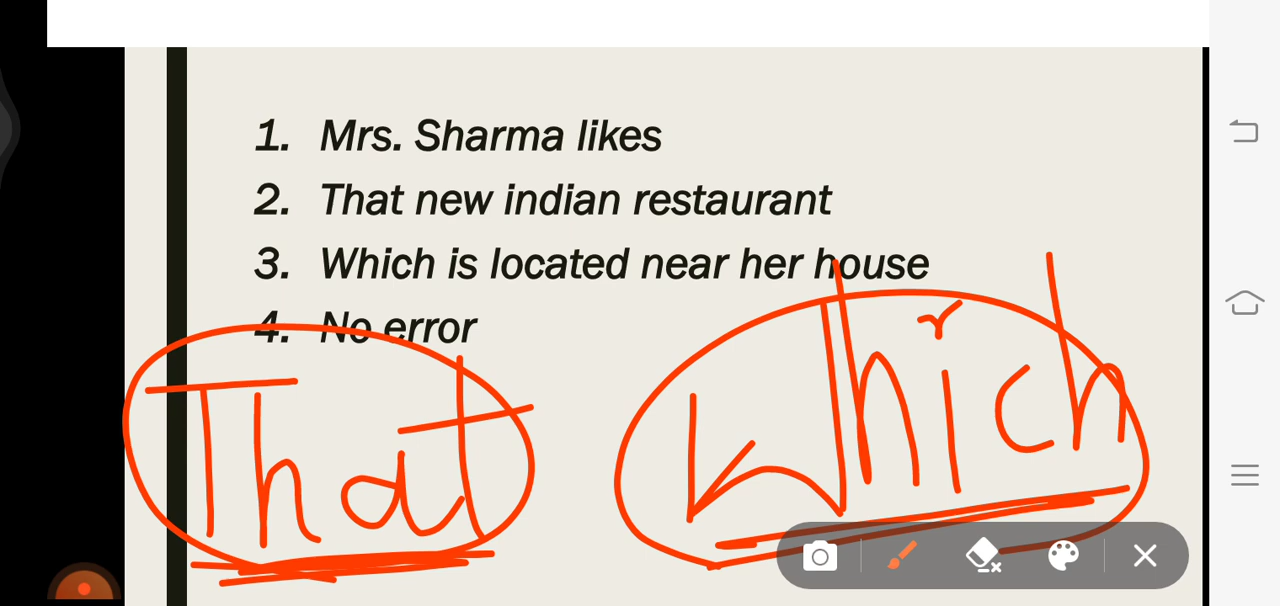 1. Mrs. Sharma likes
2. That new indian restaurant
3. Which is located near her house
4. No error
That Which